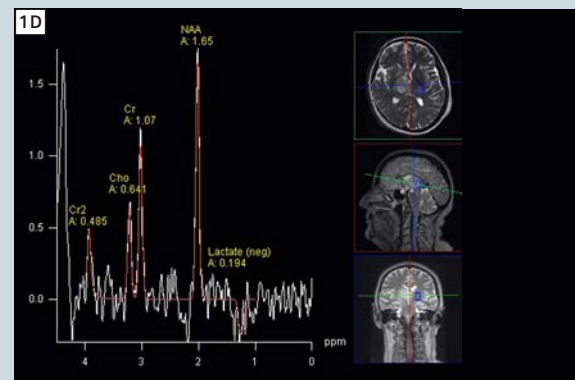 1D
NAA
A: 1.65
1.5
Cr
A: 1.07
1.0
Cho
A: 0.641
Cr2
A: 0.485
0.5
Lactate (neg)
A: 0.194
0.0
ppm
4
3
2
1
0